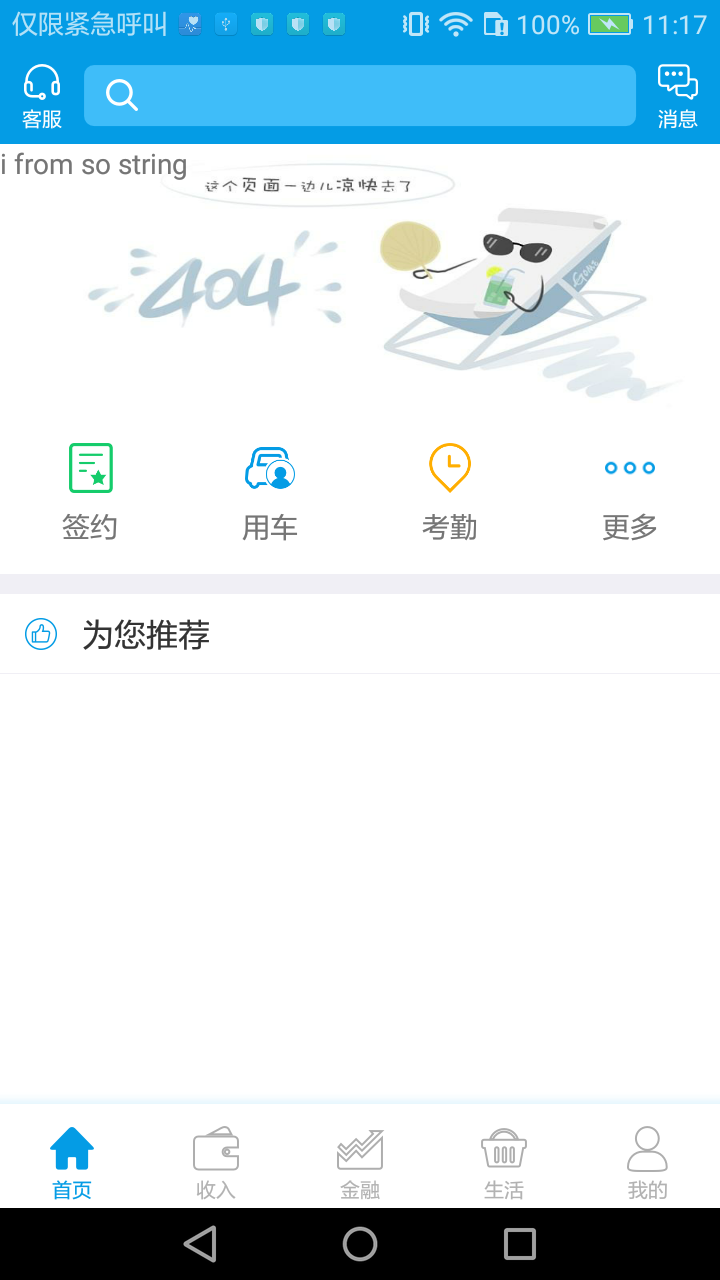 仅限紧急呼叫 100% 11:17
客服 消息
i from so string
这个页面一边儿凉快去了
404
Gone
签约 用车 考勤 更多
为您推荐
首页 收入 金融 生活 我的